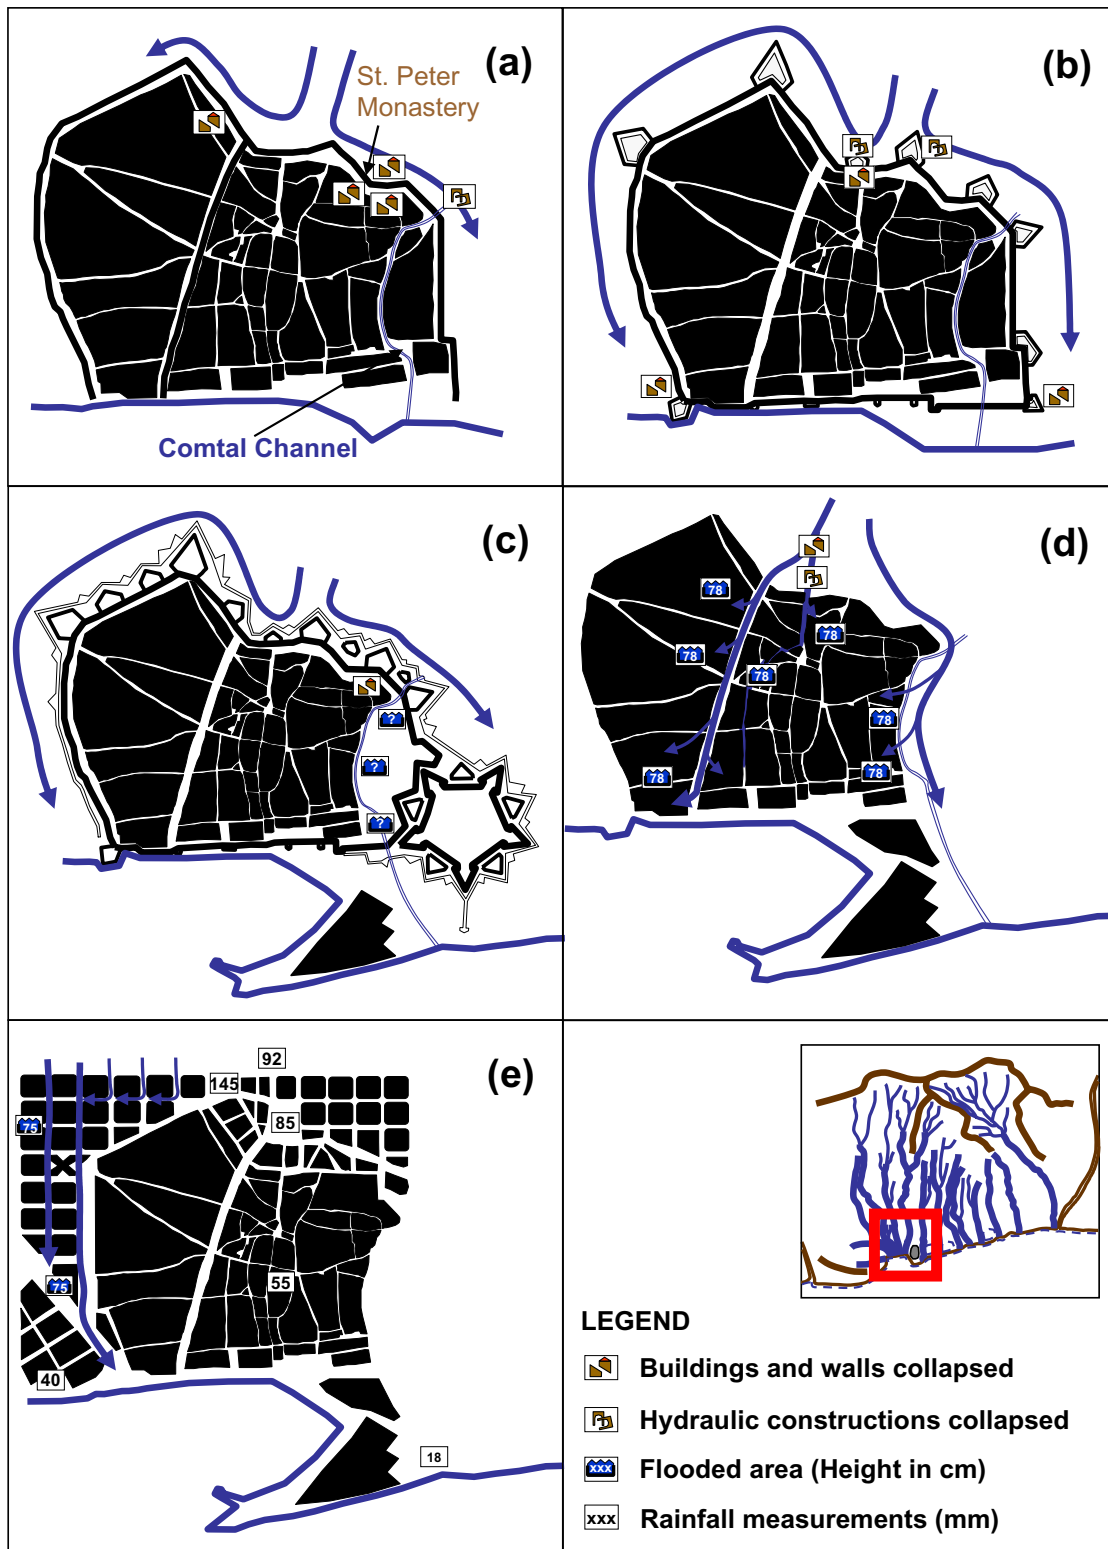 (a)
St. Peter
Monastery
Comtal Channel
(b)
(c)
?
?
?
(d)
78
78
78
78
78
78
78
(e)
92
145
85
75
75
55
40
18
LEGEND
Buildings and walls collapsed
Hydraulic constructions collapsed
xxx Flooded area (Height in cm)
xxx Rainfall measurements (mm)